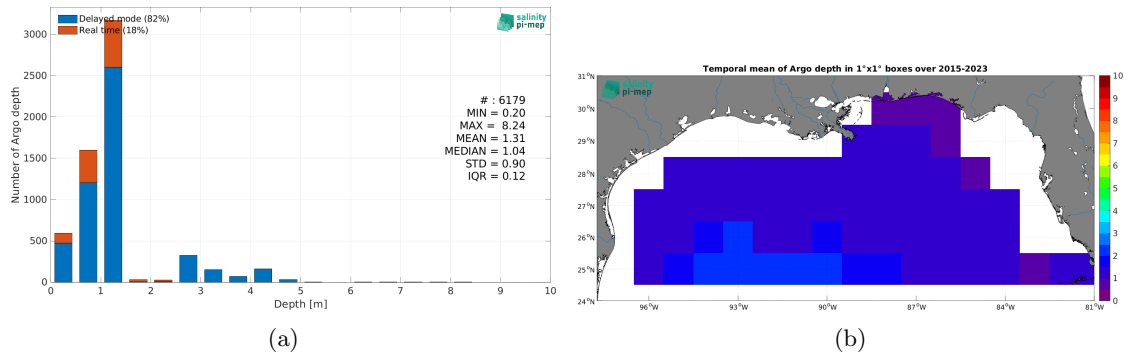 Delayed mode (82%)
Real time (18%)
salinity
pi-mep
# : 6179
MIN = 0.20
MAX = 8.24
MEAN = 1.31
MEDIAN = 1.04
STD = 0.90
IQR = 0.12
Number of Argo depth
3000
2500
2000
1500
1000
500
0
0 1 2 3 4 5 6 7 8 9 10
Depth [m]
(a)
Temporal mean of Argo depth in 1°x1° boxes over 2015-2023
salinity
pi-mep
31°N
30°N
29°N
28°N
27°N
26°N
25°N
24°N
96°W 93°W 90°W 87°W 84°W 81°W
10
9
8
7
6
5
4
3
2
1
0
(b)